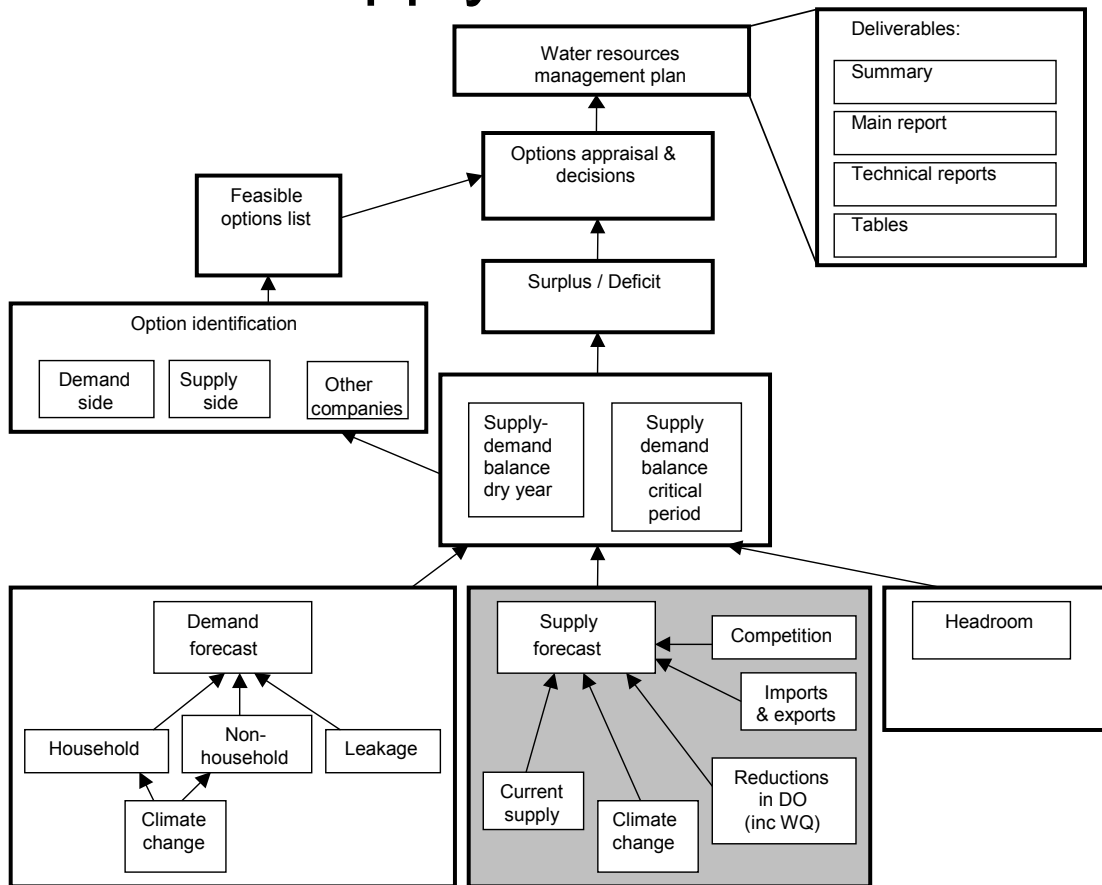 Water resources
management plan
Deliverables:
Summary
Main report
Technical reports
Tables
Options appraisal &
decisions
Feasible
options list
Surplus / Deficit
Option identification
Demand
side
Supply
side
Other
companies
Supply-
demand
balance
dry year
Supply
demand
balance
critical
period
Demand
forecast
Household
Non-
household
Leakage
Climate
change
Supply
forecast
Competition
Imports
& exports
Current
supply
Climate
change
Reductions
in DO
(inc WQ)
Headroom